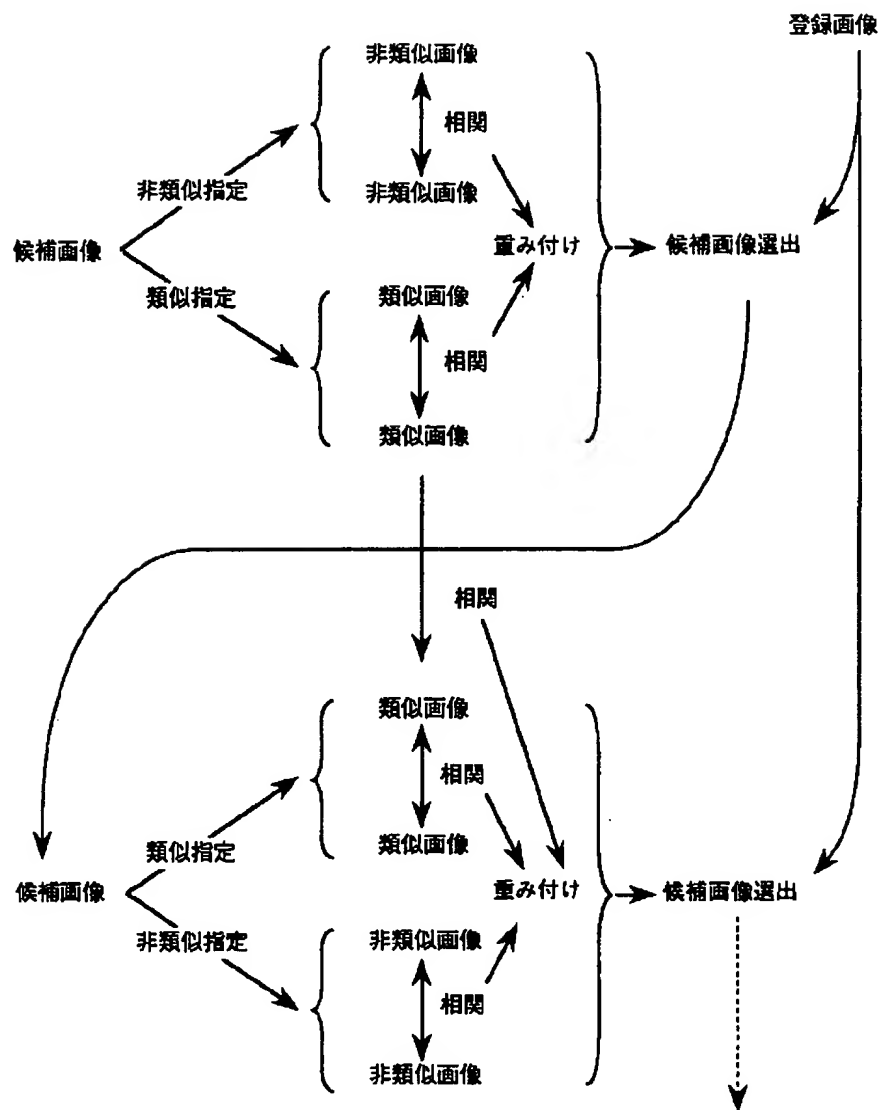 登録画像
非類似画像
相関
非類似指定
非類似画像
候補画像
重み付け
候補画像選出
類似指定
類似画像
相関
類似画像
相関
類似画像
相関
類似指定
類似画像
候補画像
重み付け
候補画像選出
非類似指定
非類似画像
相関
非類似画像